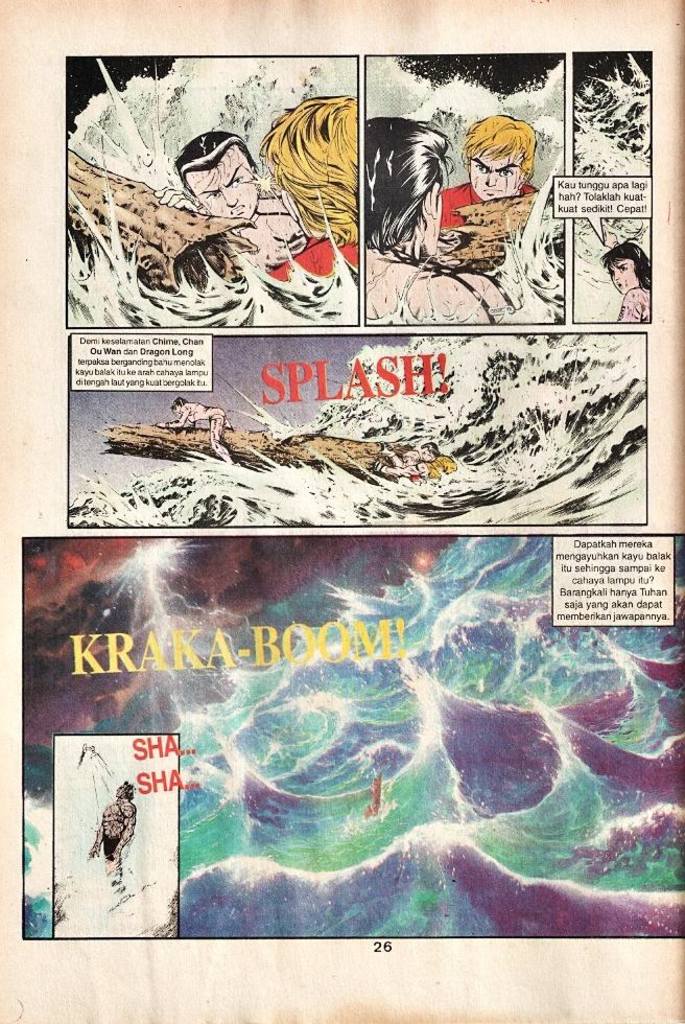 Kau tunggu apa lagi
hah? Tolaklah kuat-
kuat sedikit! Cepat!
Demi keselamatan Chime, Chan
Ou Wan dan Dragon Long
terpaksa berganding bahu menolak
kayu balak itu ke arah cahaya lampu
di tengah laut yang kuat bergolak itu.
SPLASH!
Dapatkah mereka
mengayuhkan kayu balak
itu sehingga sampai ke
cahaya lampu itu?
Barangkali hanya Tuhan
saja yang akan dapat
memberikan jawapannya.
KRAKA-BOOM!
SHA...
SHA...
26